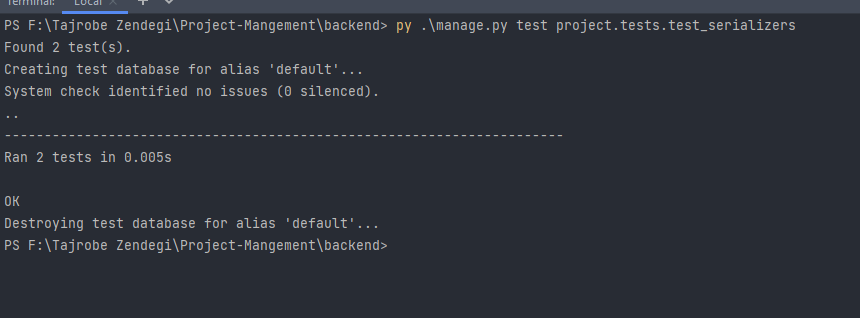 Terminal: Local × + ∨
PS F:\Tajrobe Zendegi\Project-Mangement\backend> py .\manage.py test project.tests.test_serializers
Found 2 test(s).
Creating test database for alias 'default'...
System check identified no issues (0 silenced).
..
----------------------------------------------------------------------
Ran 2 tests in 0.005s
OK
Destroying test database for alias 'default'...
PS F:\Tajrobe Zendegi\Project-Mangement\backend>